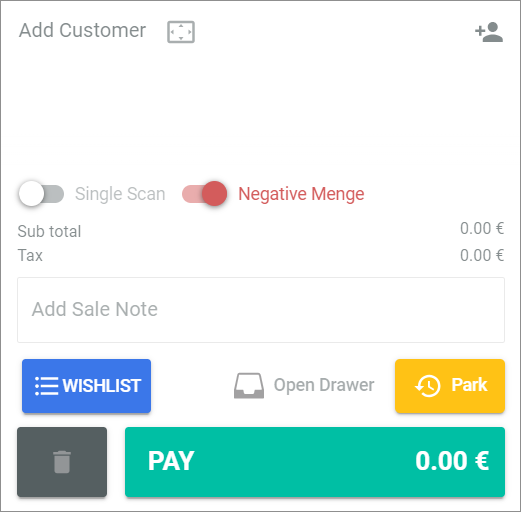 Add Customer
Single Scan Negative Menge
Sub total 0.00 €
Tax 0.00 €
Add Sale Note
WISHLIST Open Drawer Park
PAY 0.00 €